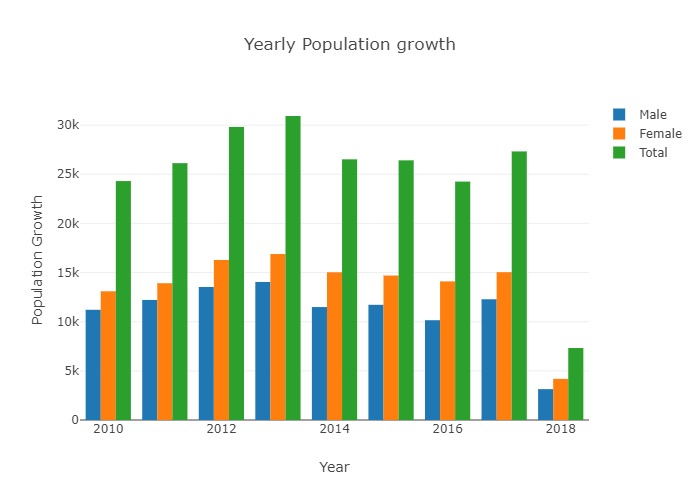 Yearly Population growth
Male
Female
Total
30k
25k
20k
15k
10k
5k
0
Population Growth
2010
2012
2014
2016
2018
Year